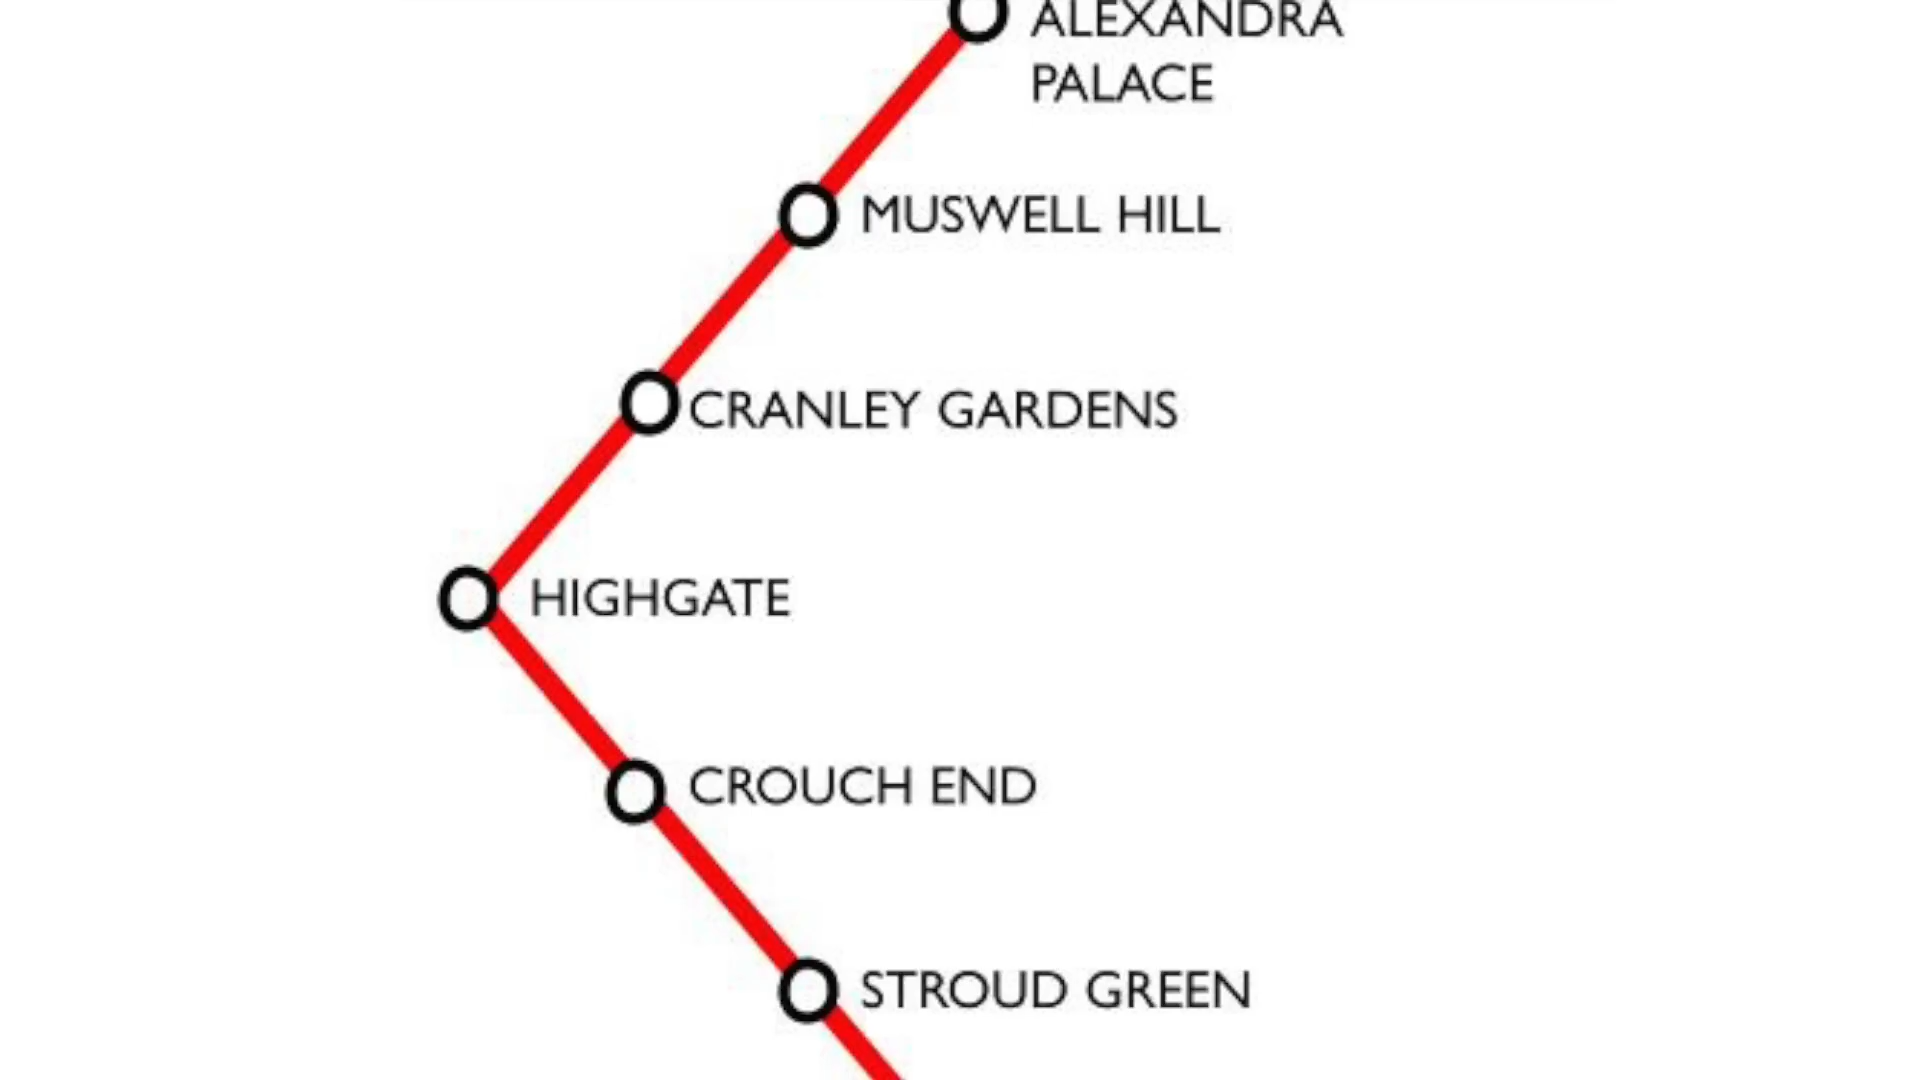 ALEXANDRA
PALACE
MUSWELL HILL
CRANLEY GARDENS
HIGHGATE
CROUCH END
STROUD GREEN